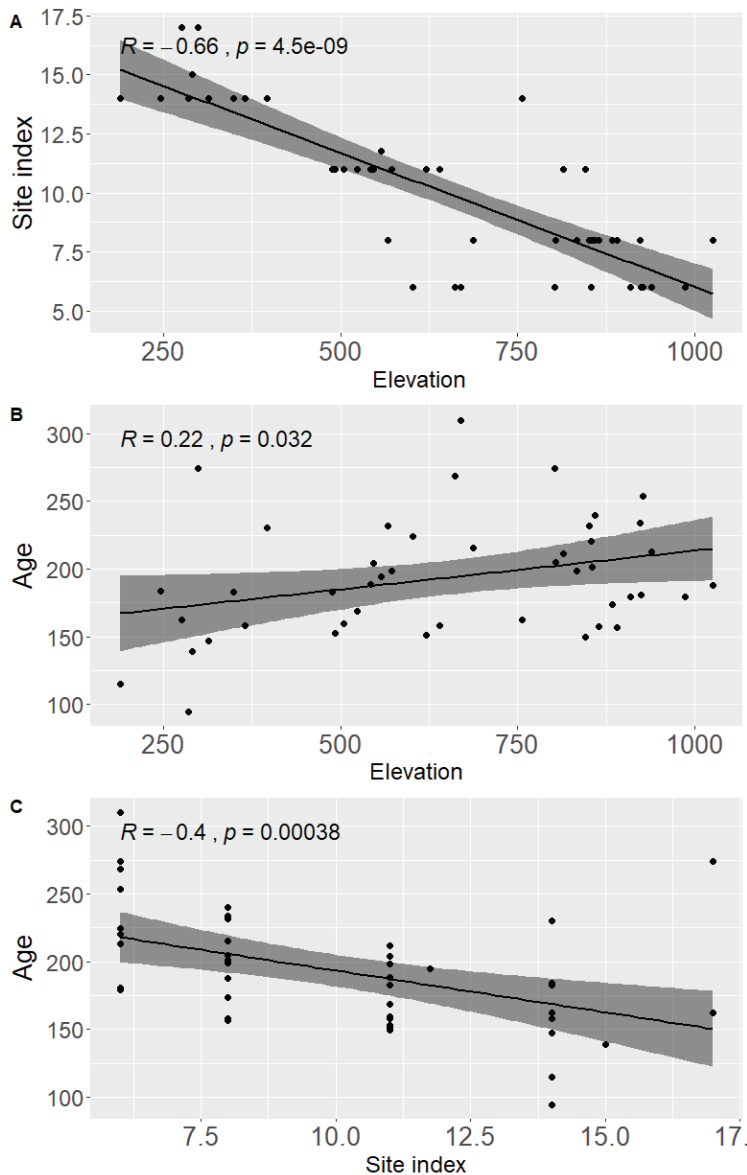 A
17.5
R = −0.66 , p = 4.5e-09
15.0
12.5
Site index
10.0
7.5
5.0
250 500 750 1000
Elevation
B
300
R = 0.22 , p = 0.032
250
Age
200
150
100
250 500 750 1000
Elevation
C
300
R = −0.4 , p = 0.00038
250
Age
200
150
100
7.5 10.0 12.5 15.0 17.
Site index